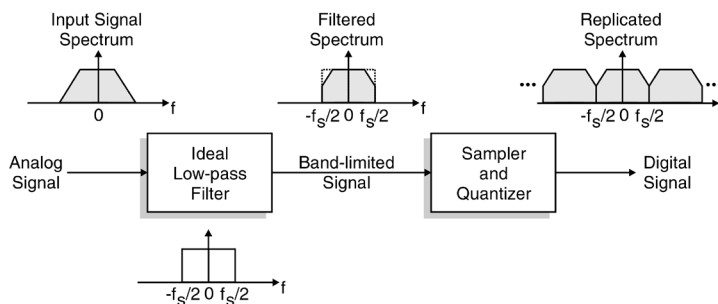 Input Signal
Spectrum
Filtered
Spectrum
Replicated
Spectrum
0
f
-fs/2 0 fs/2
f
-fs/2 0 fs/2
f
Analog
Signal
Ideal
Low-pass
Filter
Band-limited
Signal
Sampler
and
Quantizer
Digital
Signal
-fs/2 0 fs/2
f